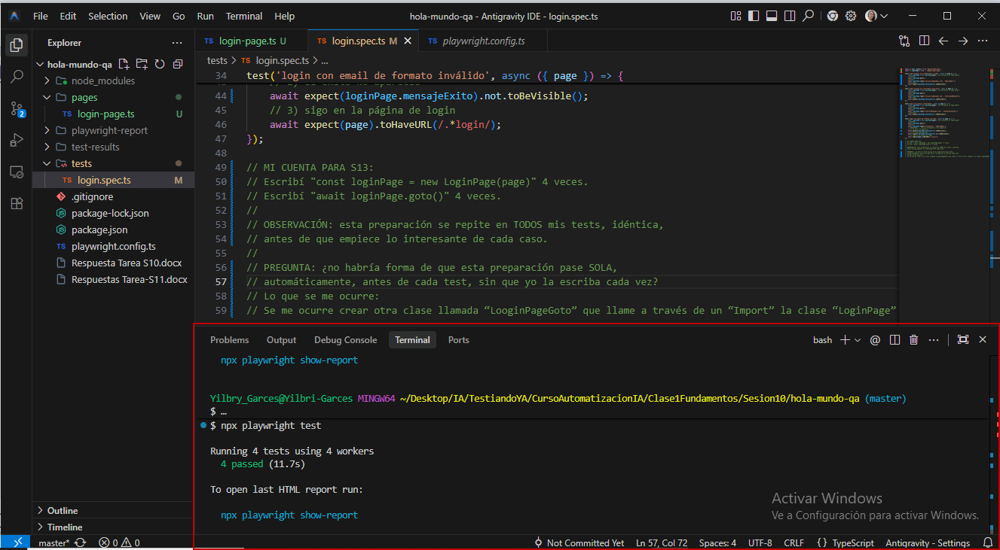 File Edit Selection View Go Run Terminal Help
hola-mundo-qa - Antigravity IDE - login.spec.ts
Explorer
hola-mundo-qa
node_modules
pages
TS login-page.ts U
playwright-report
test-results
tests
TS login.spec.ts M
.gitignore
package-lock.json
package.json
TS playwright.config.ts
Respuesta Tarea S10.docx
Respuestas Tarea-S11.docx
Outline
Timeline
2
TS login-page.ts U
TS login.spec.ts M
TS playwright.config.ts
tests > TS login.spec.ts > ...
34 test('login con email de formato inválido', async ({ page }) => {
44 await expect(loginPage.mensajeExito).not.toBeVisible();
45 // 3) sigo en la página de login
46 await expect(page).toHaveURL(/.*login/);
47 });
48
49 // MI CUENTA PARA S13:
50 // Escribí "const loginPage = new LoginPage(page)" 4 veces.
51 // Escribí "await loginPage.goto()" 4 veces.
52 //
53 // OBSERVACIÓN: esta preparación se repite en TODOS mis tests, idéntica,
54 // antes de que empiece lo interesante de cada caso.
55 //
56 // PREGUNTA: ¿no habría forma de que esta preparación pase SOLA,
57 // automáticamente, antes de cada test, sin que yo la escriba cada vez?
58 // Lo que se me ocurre:
59 // Se me ocurre crear otra clase llamada “LooginPageGoto” que llame a través de un “Import” la clase “LoginPage”
Problems Output Debug Console Terminal Ports
bash
npx playwright show-report
Yilbry_Garces@Yilbri-Garces MINGW64 ~/Desktop/IA/TestiandoYA/CursoAutomatizacionIA/Clase1Fundamentos/Sesion10/hola-mundo-qa (master)
$ …
$ npx playwright test
Running 4 tests using 4 workers
4 passed (11.7s)
To open last HTML report run:
npx playwright show-report
Activar Windows
Ve a Configuración para activar Windows.
master* 0 0
Not Committed Yet Ln 57, Col 72 Spaces: 4 UTF-8 CRLF {} TypeScript Antigravity - Settings